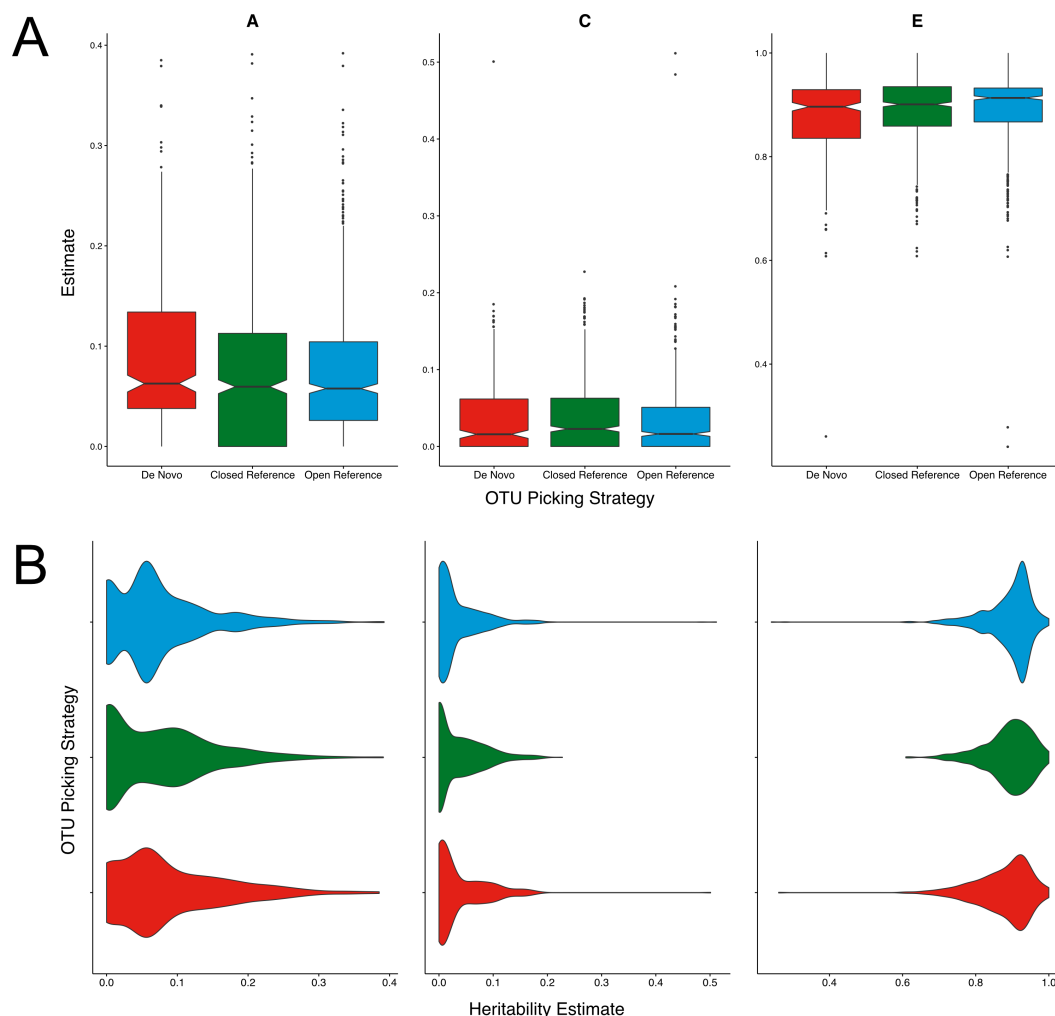 A
A
C
E
Estimate
0.4
0.3
0.2
0.1
0.0
0.5
0.4
0.3
0.2
0.1
0.0
1.0
0.8
0.6
0.4
De Novo Closed Reference Open Reference
De Novo Closed Reference Open Reference
De Novo Closed Reference Open Reference
OTU Picking Strategy
B
OTU Picking Strategy
0.0 0.1 0.2 0.3 0.4
0.0 0.1 0.2 0.3 0.4 0.5
0.4 0.6 0.8 1.0
Heritability Estimate